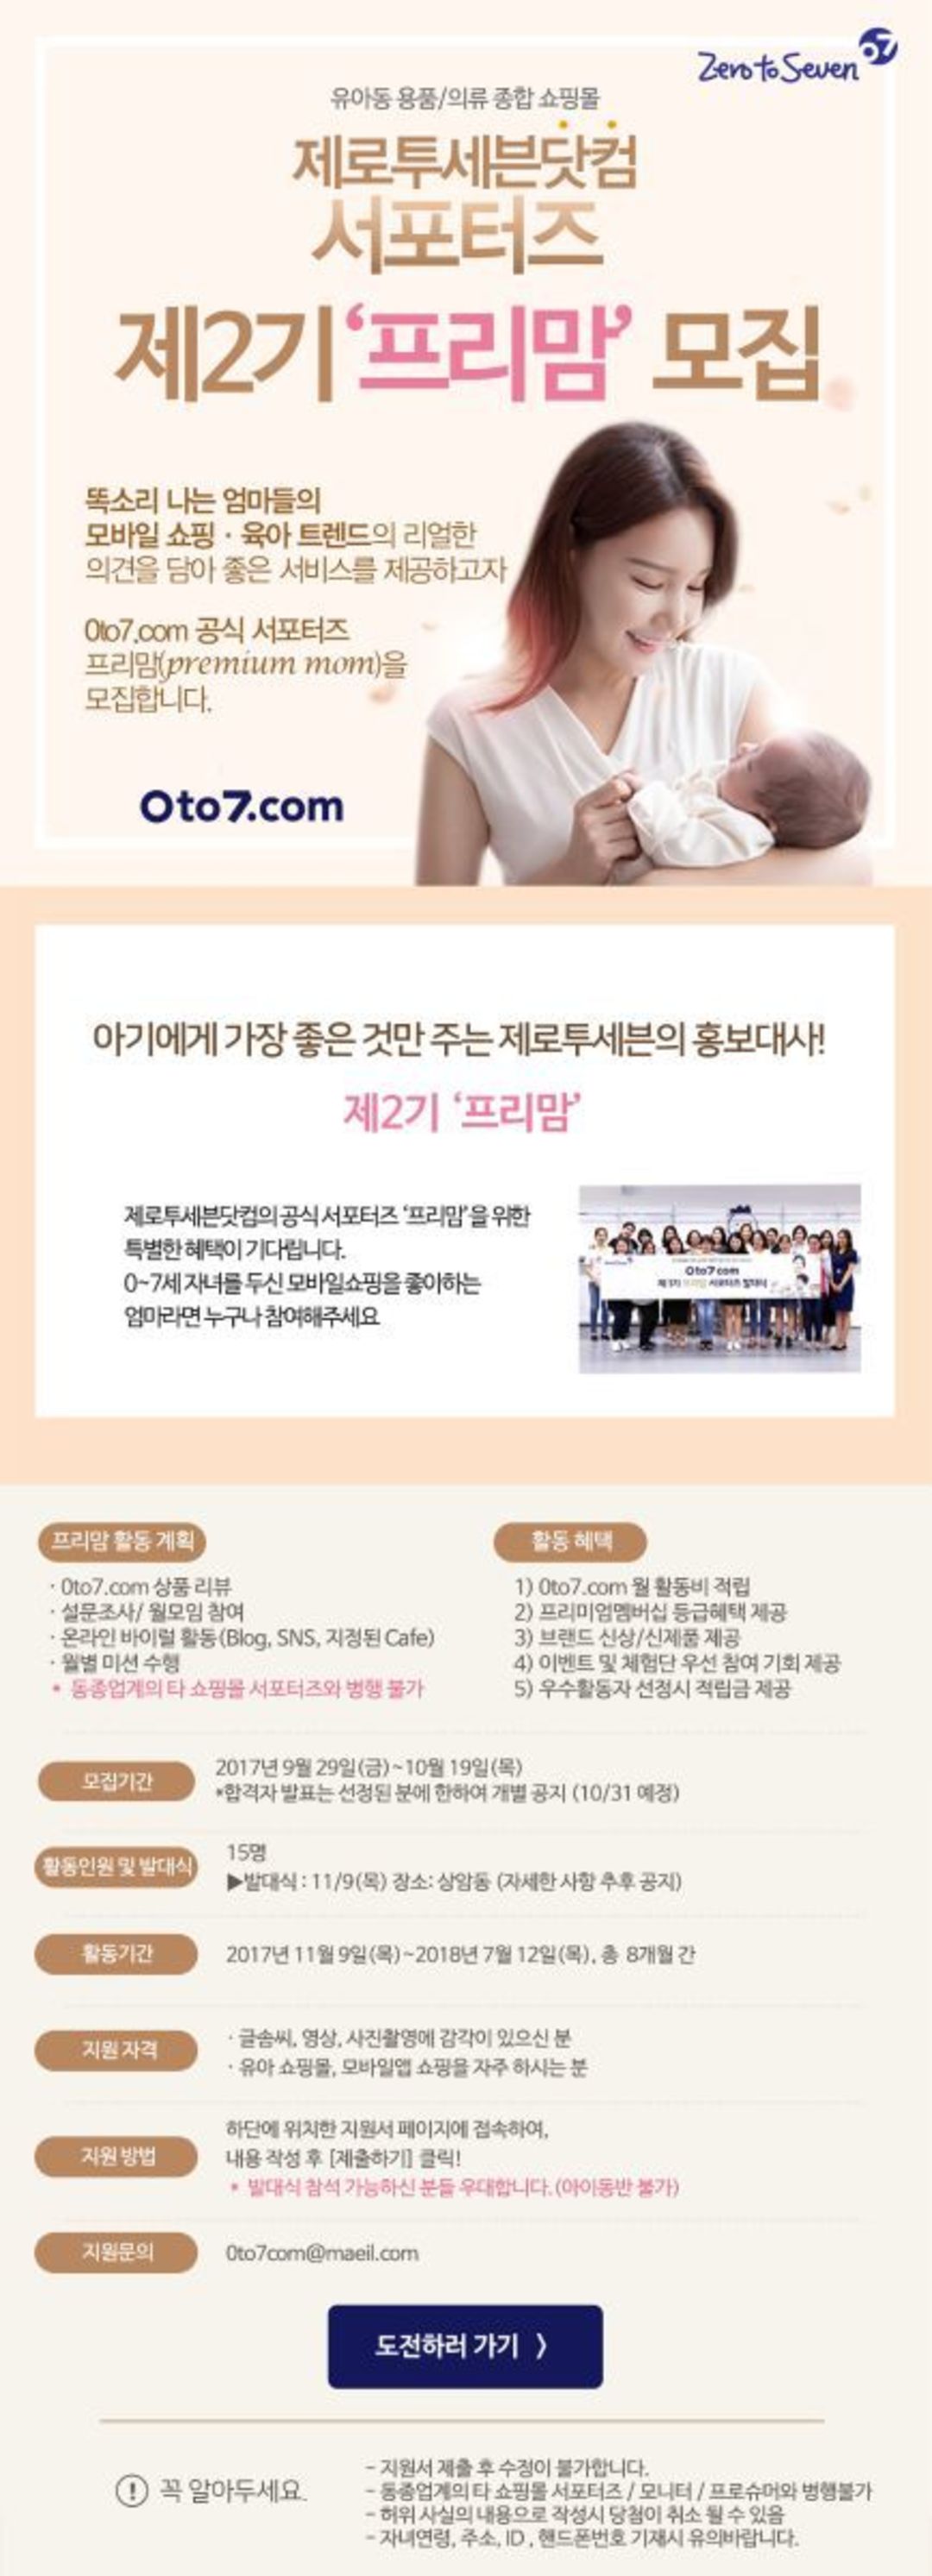 Zero to Seven 07
유아동 용품/의류 종합 쇼핑몰
제로투세븐닷컴
서포터즈
제2기 ‘프리맘’ 모집
똑소리 나는 엄마들의
모바일 쇼핑 · 육아 트렌드의 리얼한
의견을 담아 좋은 서비스를 제공하고자
0to7.com 공식 서포터즈
프리맘(premium mom)을
모집합니다.
0to7.com
아기에게 가장 좋은 것만 주는 제로투세븐의 홍보대사!
제2기 ‘프리맘’
제로투세븐닷컴의 공식 서포터즈 ‘프리맘’을 위한
특별한 혜택이 기다립니다.
0~7세 자녀를 두신 모바일쇼핑을 좋아하는
엄마라면 누구나 참여해주세요
0to7.com
제1기 프리맘 서포터즈 발대식
프리맘 활동 계획
· 0to7.com 상품 리뷰
· 설문조사/ 월모임 참여
· 온라인 바이럴 활동(Blog, SNS, 지정된 Cafe)
· 월별 미션 수행
* 동종업계의 타 쇼핑몰 서포터즈와 병행 불가
활동 혜택
1) 0to7.com 월 활동비 적립
2) 프리미엄멤버십 등급혜택 제공
3) 브랜드 신상/신제품 제공
4) 이벤트 및 체험단 우선 참여 기회 제공
5) 우수활동자 선정시 적립금 제공
모집기간
2017년 9월 29일(금)~10월 19일(목)
*합격자 발표는 선정된 분에 한하여 개별 공지 (10/31 예정)
활동인원 및 발대식
15명
▶발대식 : 11/9(목) 장소: 상암동 (자세한 사항 추후 공지)
활동기간
2017년 11월 9일(목)~2018년 7월 12일(목), 총 8개월 간
지원 자격
· 글솜씨, 영상, 사진촬영에 감각이 있으신 분
· 유아 쇼핑몰, 모바일앱 쇼핑을 자주 하시는 분
지원 방법
하단에 위치한 지원서 페이지에 접속하여,
내용 작성 후 [제출하기] 클릭!
* 발대식 참석 가능하신 분들 우대합니다. (아이동반 불가)
지원문의
0to7com@maeil.com
도전하러 가기 〉
! 꼭 알아두세요.
- 지원서 제출 후 수정이 불가합니다.
- 동종업계의 타 쇼핑몰 서포터즈 / 모니터 / 프로슈머와 병행불가
- 허위 사실의 내용으로 작성시 당첨이 취소 될 수 있음
- 자녀연령, 주소, ID , 핸드폰번호 기재시 유의바랍니다.